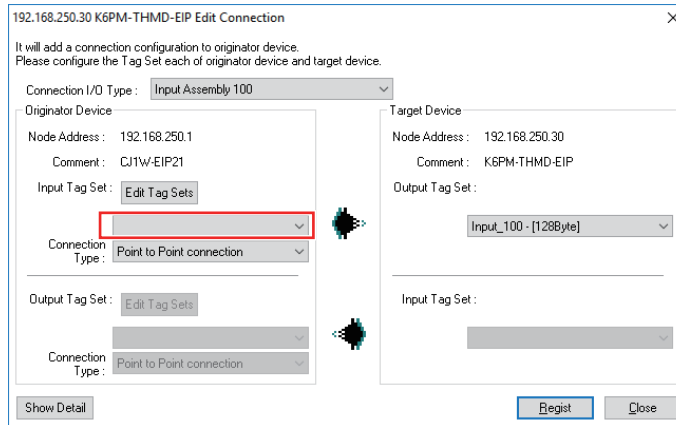 192.168.250.30 K6PM-THMD-EIP Edit Connection
It will add a connection configuration to originator device.
Please configure the Tag Set each of originator device and target device.
Connection I/O Type : Input Assembly 100
Originator Device
Node Address : 192.168.250.1
Comment : CJ1W-EIP21
Input Tag Set : Edit Tag Sets
Connection Type : Point to Point connection
Output Tag Set : Edit Tag Sets
Connection Type : Point to Point connection
Target Device
Node Address : 192.168.250.30
Comment : K6PM-THMD-EIP
Output Tag Set :
Input_100 - [128Byte]
Input Tag Set :
Show Detail
Regist
Close